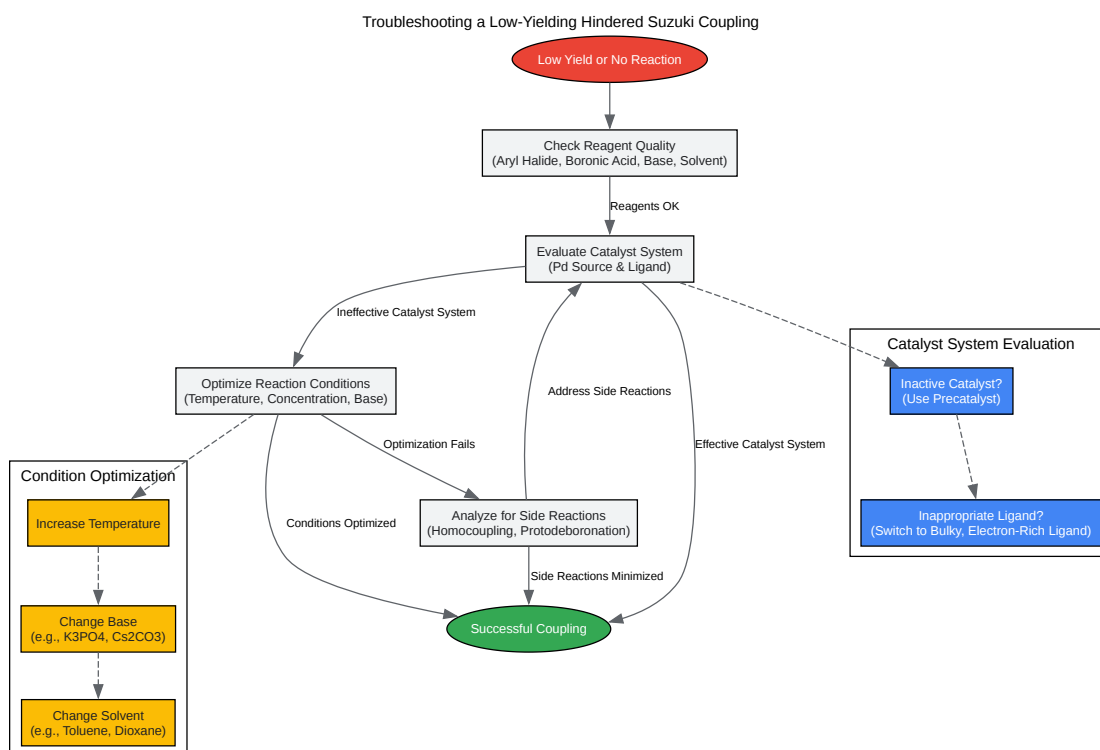 Troubleshooting a Low-Yielding Hindered Suzuki Coupling
Low Yield or No Reaction
Check Reagent Quality
(Aryl Halide, Boronic Acid, Base, Solvent)
Reagents OK
Evaluate Catalyst System
(Pd Source & Ligand)
Ineffective Catalyst System
Catalyst System Evaluation
Optimize Reaction Conditions
(Temperature, Concentration, Base)
Address Side Reactions
Inactive Catalyst?
(Use Precatalyst)
Optimization Fails
Effective Catalyst System
Condition Optimization
Increase Temperature
Conditions Optimized
Analyze for Side Reactions
(Homocoupling, Protodeboronation)
Inappropriate Ligand?
(Switch to Bulky, Electron-Rich Ligand)
Side Reactions Minimized
Change Base
(e.g., K3PO4, Cs2CO3)
Successful Coupling
Change Solvent
(e.g., Toluene, Dioxane)